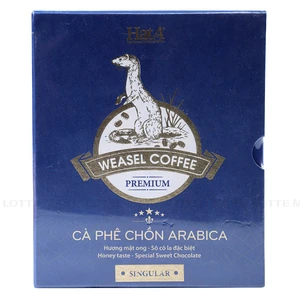 WEASEL COFFEE
PREMIUM
CÀ PHÊ CHỒN ARABICA
Hương mật ong - Sô cô la đặc biệt
Honey taste - Special Sweet Chocolate
SINGULAR